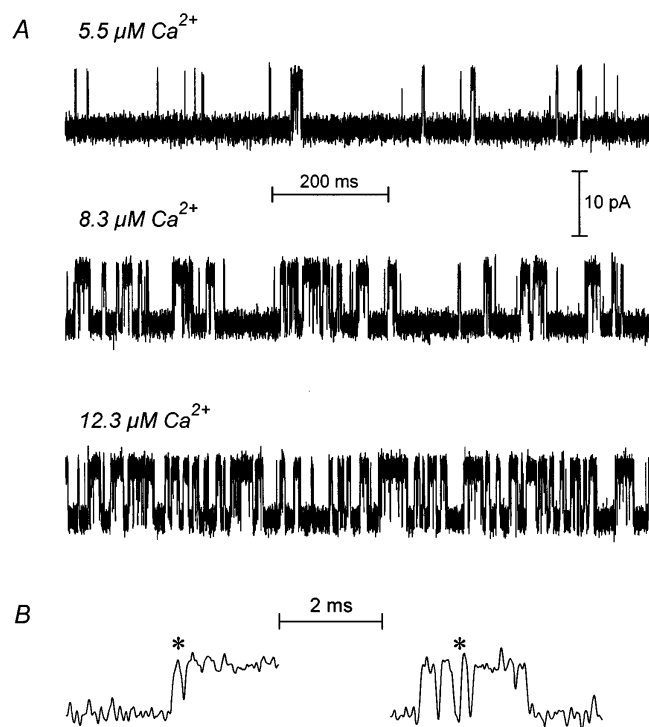 A
5.5 µM Ca²⁺
200 ms
10 pA
8.3 µM Ca²⁺
12.3 µM Ca²⁺
B
2 ms
*
*